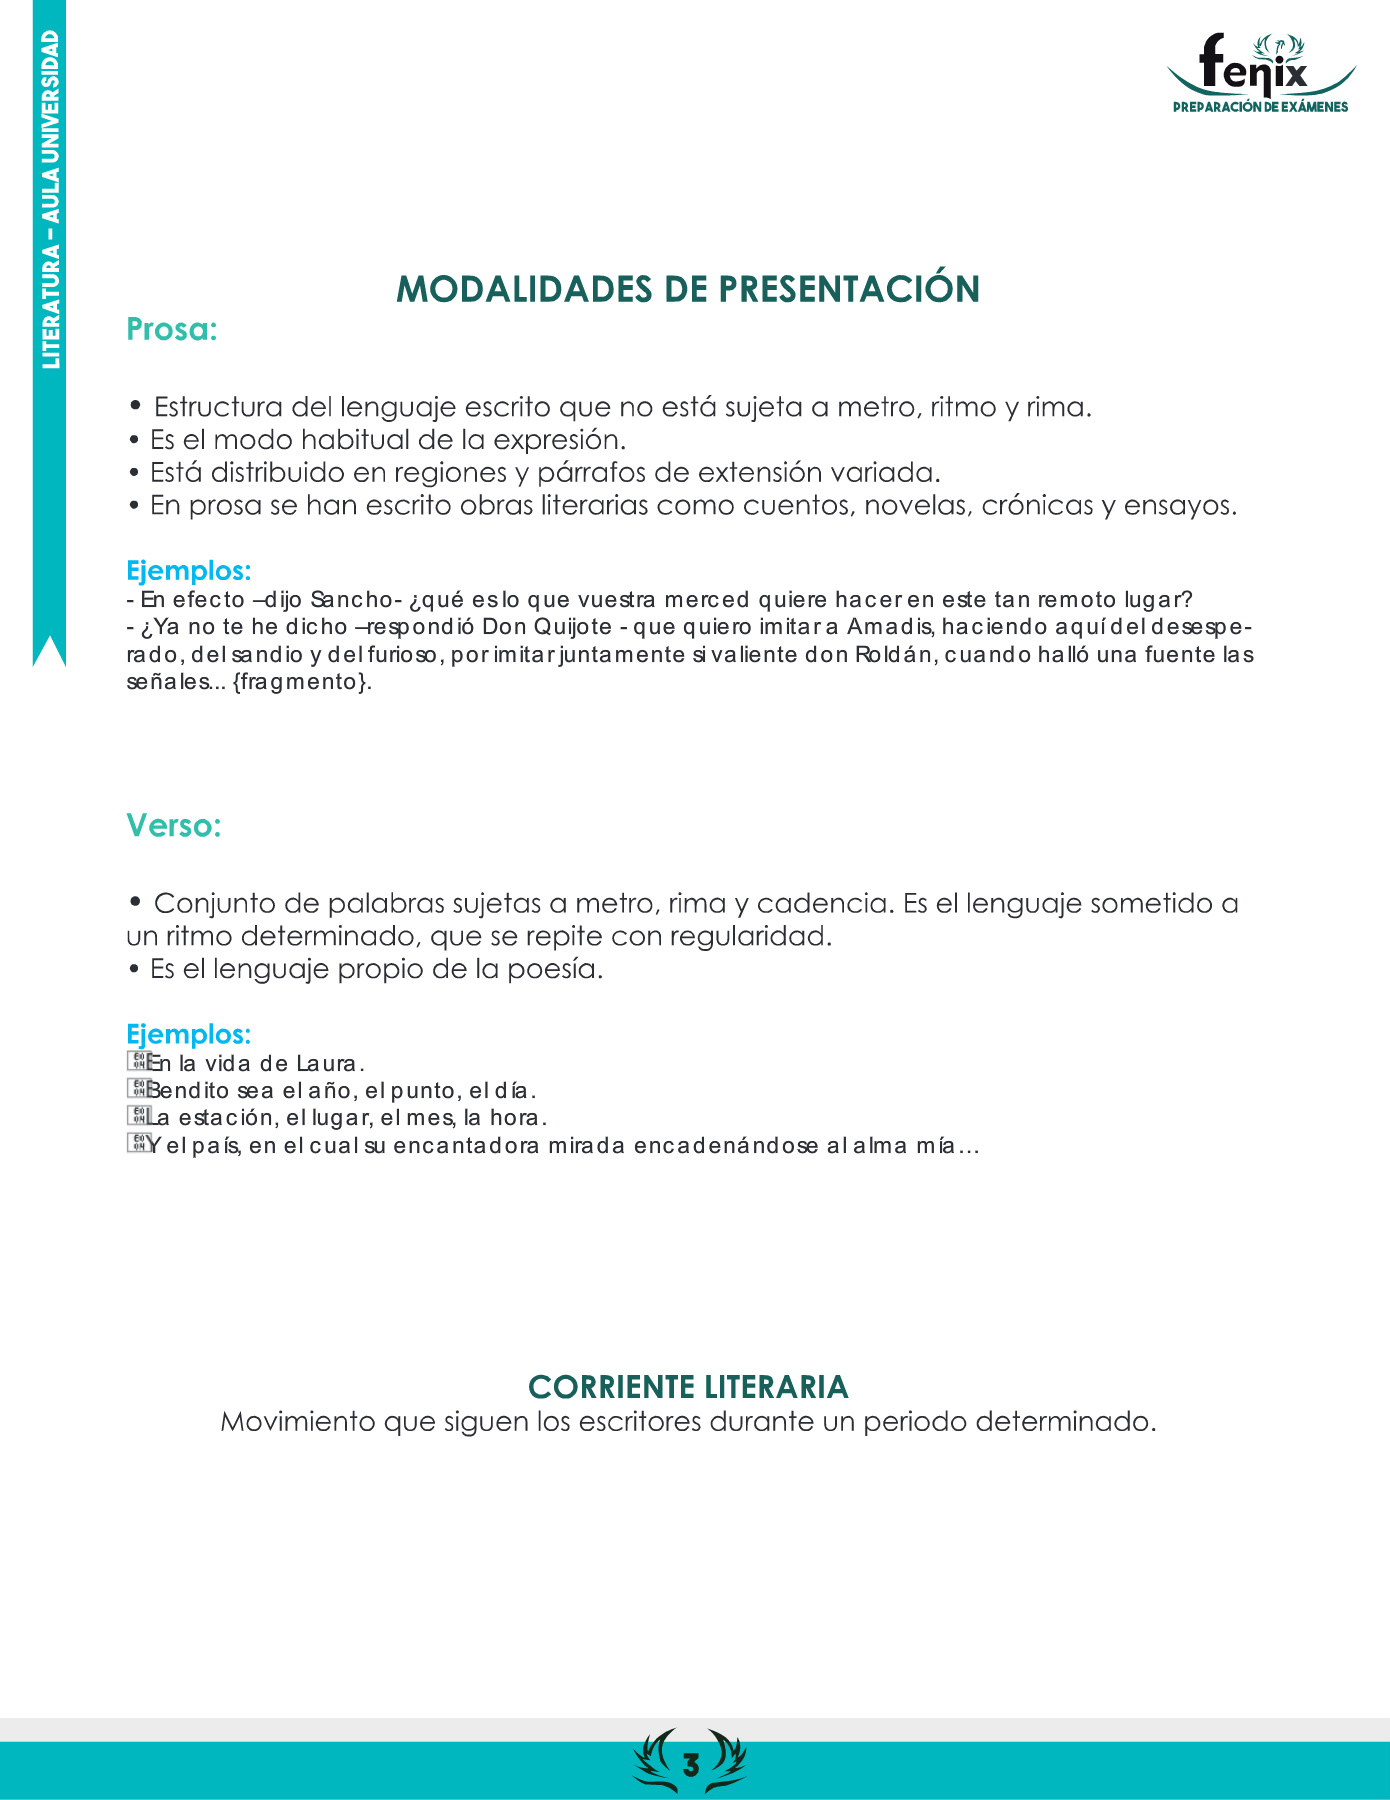 LITERATURA – AULA UNIVERSIDAD
fenix
PREPARACIÓN DE EXÁMENES
MODALIDADES DE PRESENTACIÓN
Prosa:
• Estructura del lenguaje escrito que no está sujeta a metro, ritmo y rima.
• Es el modo habitual de la expresión.
• Está distribuido en regiones y párrafos de extensión variada.
• En prosa se han escrito obras literarias como cuentos, novelas, crónicas y ensayos.
Ejemplos:
- En efecto –dijo Sancho- ¿qué es lo que vuestra merced quiere hacer en este tan remoto lugar?
- ¿Ya no te he dicho –respondió Don Quijote - que quiero imitar a Amadis, haciendo aquí del desespe-
rado, del sandio y del furioso, por imitar juntamente si valiente don Roldán, cuando halló una fuente las
señales... {fragmento}.
Verso:
• Conjunto de palabras sujetas a metro, rima y cadencia. Es el lenguaje sometido a
un ritmo determinado, que se repite con regularidad.
• Es el lenguaje propio de la poesía.
Ejemplos:
En la vida de Laura.
Bendito sea el año, el punto, el día.
La estación, el lugar, el mes, la hora.
Y el país, en el cual su encantadora mirada encadenándose al alma mía...
CORRIENTE LITERARIA
Movimiento que siguen los escritores durante un periodo determinado.
3